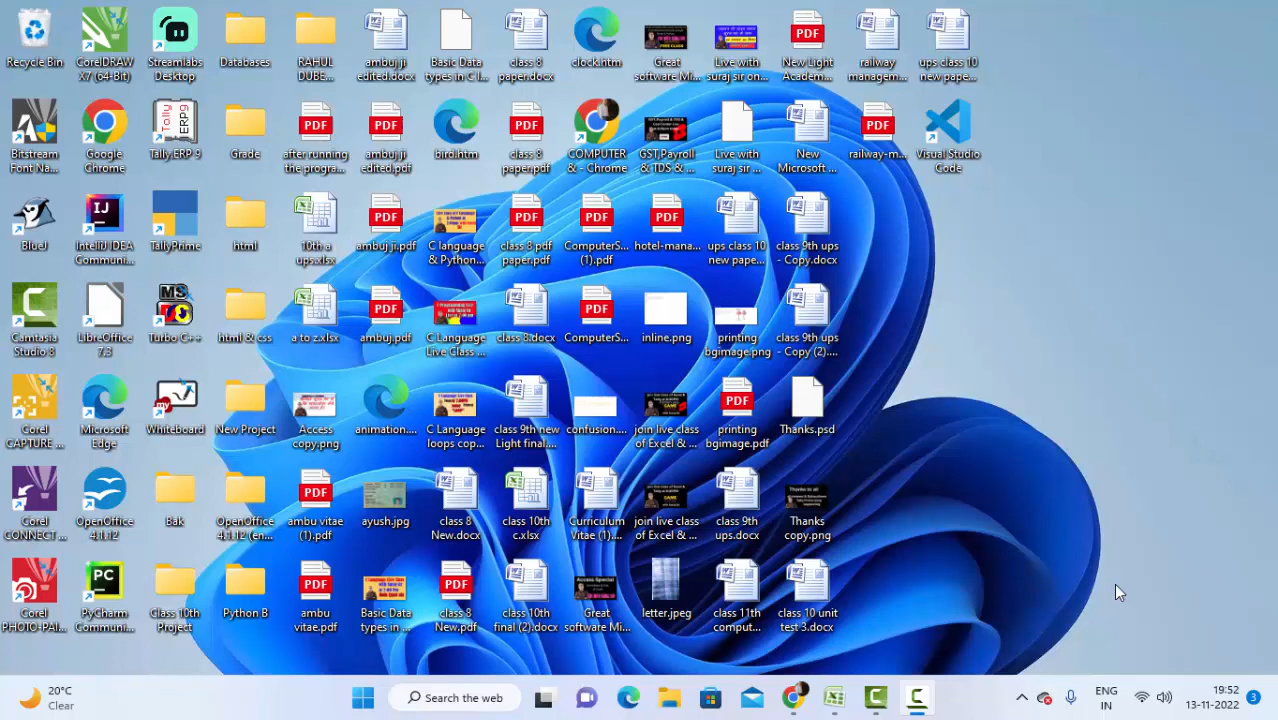 Recycle Bin
CorelDRAW
X7 (64-Bit)
Streamlabs
Desktop
Databases
RAHUL
DUBE...
ambuj ji
edited.docx
Basic Data
types in C l...
class 8
paper.docx
clock.htm
Great
software Mi...
Live with
suraj sir on...
New Light
Academ...
railway
managem...
ups class 10
new pape...
Bitstream
Font Na...
Google
Chrome
Tally.ERP 9
Grade
after running
the progra...
ambuj ji
edited.pdf
bird.htm
class 8
paper.pdf
COMPUTER
& - Chrome
GST,Payroll
& TDS & ...
Live with
suraj sir ...
New
Microsoft ...
railway-m...
Visual Studio
Code
BlueJ
IntelliJ IDEA
Communi...
TallyPrime
html
10th a
ups.xlsx
ambuj ji.pdf
C language
& Python...
class 8 pdf
paper.pdf
ComputerS...
(1).pdf
hotel-mana...
ups class 10
new pape...
class 9th ups
- Copy.docx
Camtasia
Studio 8
LibreOffice
7.3
Turbo C++
html & css
a to z.xlsx
ambuj.pdf
C Language
Live Class ...
class 8.docx
ComputerS...
inline.png
printing
bgimage.png
class 9th ups
- Copy (2)....
Corel
CAPTURE ...
Microsoft
Edge
Whiteboard
New Project
Access
copy.png
animation....
C Language
loops cop...
class 9th new
Light final....
confusion....
join live class
of Excel & ...
printing
bgimage.pdf
Thanks.psd
Corel
CONNECT ...
OpenOffice
4.1.12
Bak
OpenOffice
4.1.12 (en...
ambu vitae
(1).pdf
ayush.jpg
class 8
New.docx
class 10th
c.xlsx
Curriculum
Vitae (1)....
join live class
of Excel & ...
class 9th
ups.docx
Thanks
copy.png
Corel
PHOTO-PAI...
PyCharm
Communi...
Class 10th
Project
Python B
ambu
vitae.pdf
Basic Data
types in ...
class 8
New.pdf
class 10th
final (2).docx
Great
software Mi...
letter.jpeg
class 11th
comput...
class 10 unit
test 3.docx
20°C
Clear
Search the web
ENG
IN
19:52
13-11-2022
3